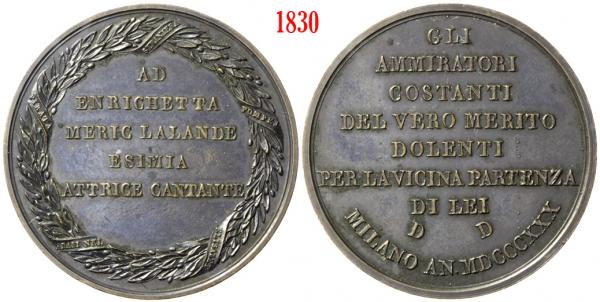 1830
AD
ENRICHETTA
MERIC LALANDE
ESIMIA
ATTRICE CANTANTE
GLI
AMMIRATORI
COSTANTI
DEL VERO MERITO
DOLENTI
PER LA VICINA PARTENZA
DI LEI
D D
MILANO AN. MDCCCXXX